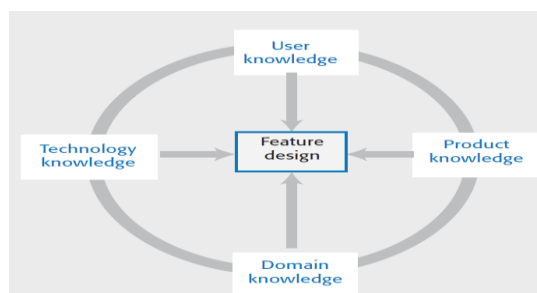 User
knowledge
Technology
knowledge
Feature
design
Product
knowledge
Domain
knowledge